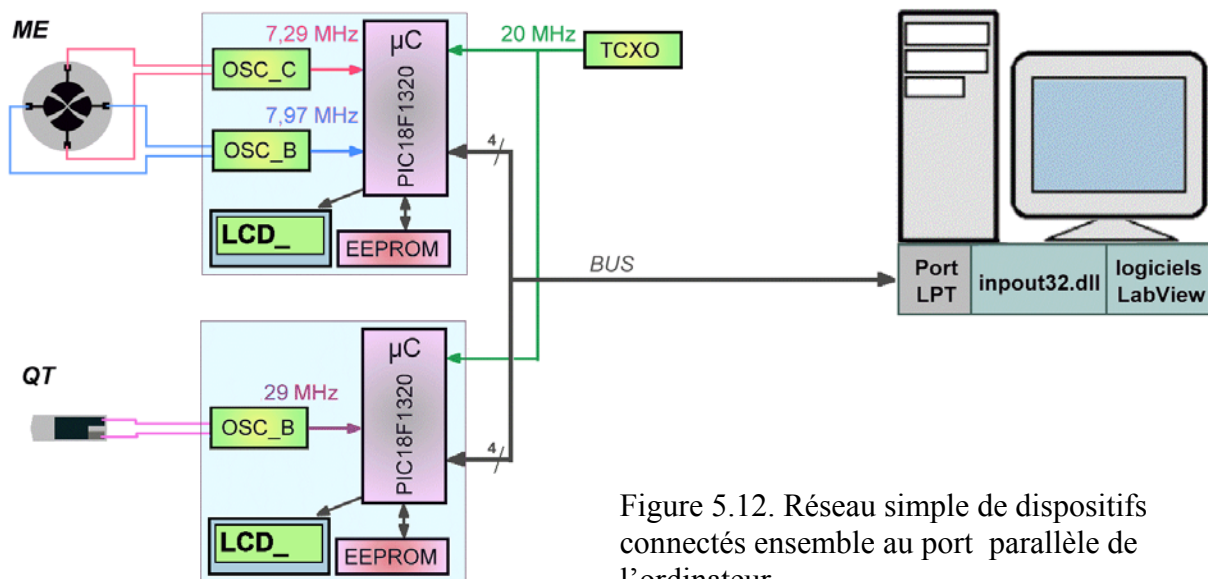 ME
7,29 MHz
OSC_C
7,97 MHz
OSC_B
µC
PIC18F1320
LCD_
EEPROM
20 MHz
TCXO
4
BUS
Port
LPT
inpout32.dll
logiciels
LabView
QT
29 MHz
OSC_B
µC
PIC18F1320
4
LCD_
EEPROM
Figure 5.12. Réseau simple de dispositifs
connectés ensemble au port parallèle de
l'ordinateur